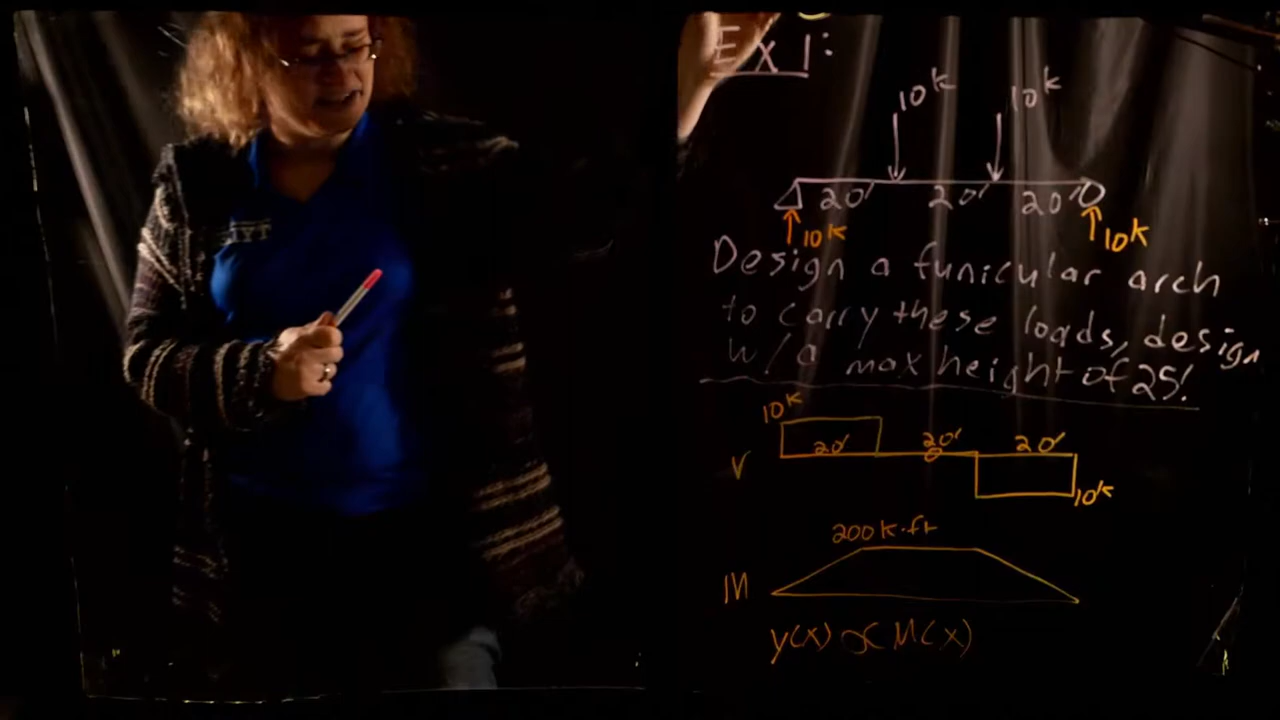 Ex 1:
10k 10k
20' 20' 20'
10k 10k
Design a funicular arch
to carry these loads, design
w/ a max height of 25'.
10k
V 20' 20' 20'
10k
200 k·ft
M
y(x) ∝ M(x)